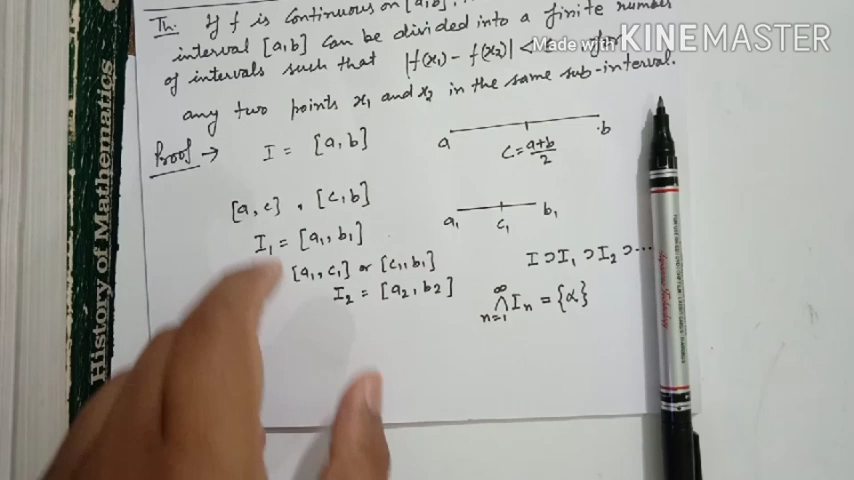 Th: If f is continuous on [a,b],
interval [a,b] can be divided into a finite number
of intervals such that |f(x₁) - f(x₂)| <
any two points x₁ and x₂ in the same sub-interval.
Made with KINEMASTER
Proof → I = [a, b]
a b
c = a+b/2
[a, c] , [c, b]
I₁ = [a₁, b₁]
a₁ c₁ b₁
[a₁, c₁] or [c₁, b₁]
I ⊃ I₁ ⊃ I₂ ⊃ ...
I₂ = [a₂, b₂]
∞ ∩ n=1 Iₙ = {α}
History of Mathematics